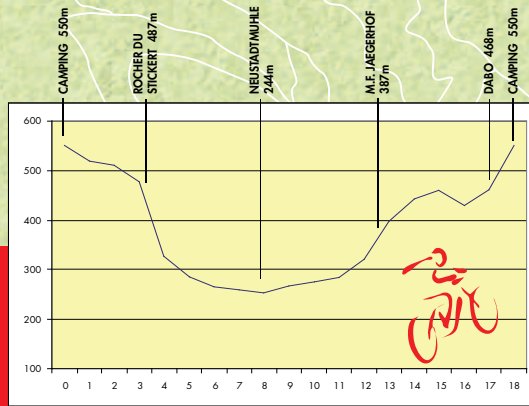 CAMPING 550m
ROCHER DU
STICKERT 487m
NEUSTADTMUHLE
244m
M.F. JAEGERHOF
387m
DABO 468m
CAMPING 550m
600
500
400
300
200
100
0 1 2 3 4 5 6 7 8 9 10 11 12 13 14 15 16 17 18